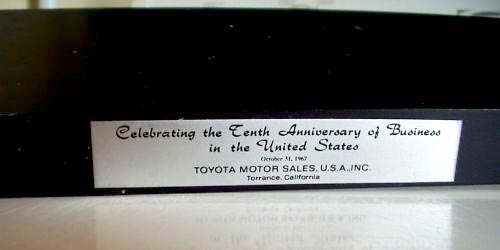 Celebrating the Tenth Anniversary of Business
in the United States
October 31, 1967
TOYOTA MOTOR SALES, U.S.A., INC.
Torrance, California